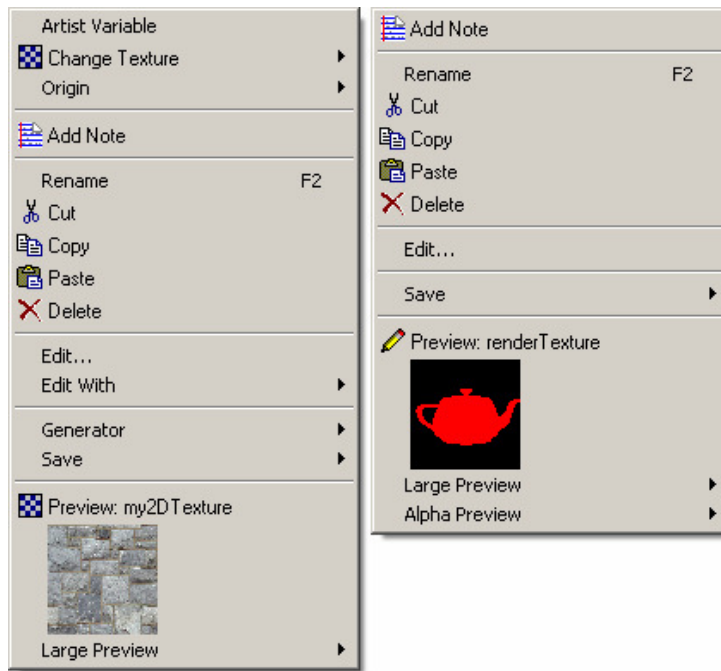 Artist Variable
Change Texture
Origin
Add Note
Rename F2
Cut
Copy
Paste
Delete
Edit...
Edit With
Generator
Save
Preview: my2DTexture
Large Preview
Add Note
Rename F2
Cut
Copy
Paste
Delete
Edit...
Save
Preview: renderTexture
Large Preview
Alpha Preview